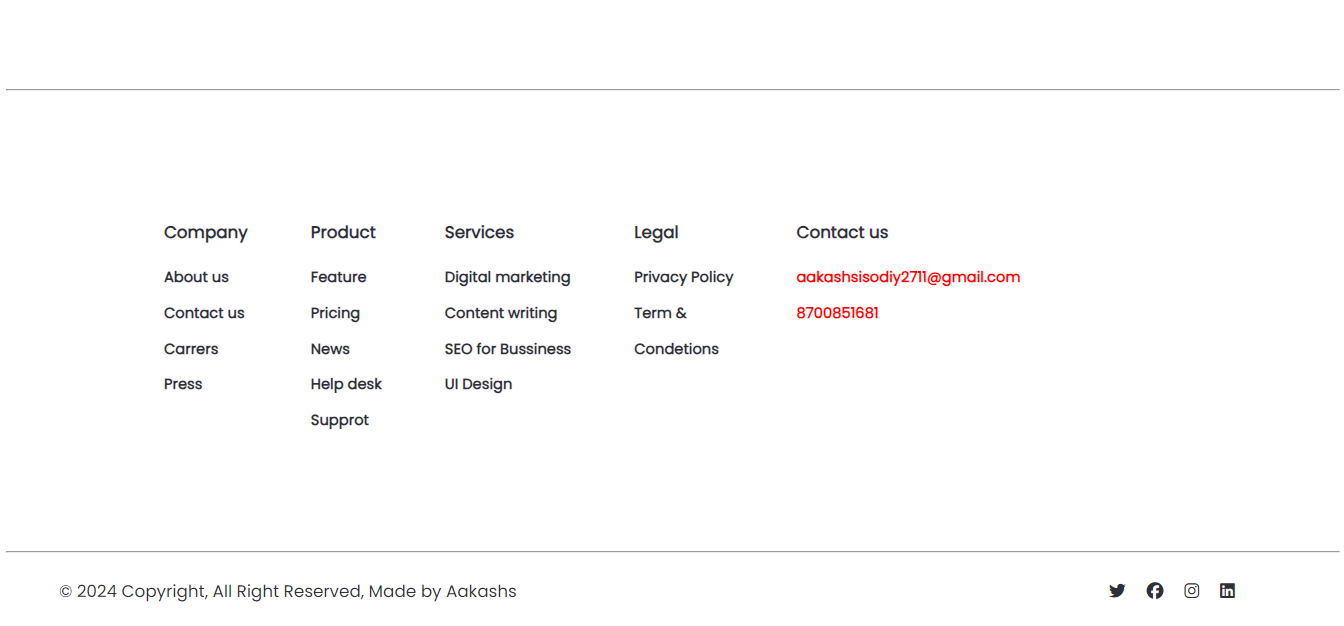 Company
About us
Contact us
Carrers
Press
Product
Feature
Pricing
News
Help desk
Supprot
Services
Digital marketing
Content writing
SEO for Bussiness
UI Design
Legal
Privacy Policy
Term &
Condetions
Contact us
aakashsisodiy2711@gmail.com
8700851681
© 2024 Copyright, All Right Reserved, Made by Aakashs